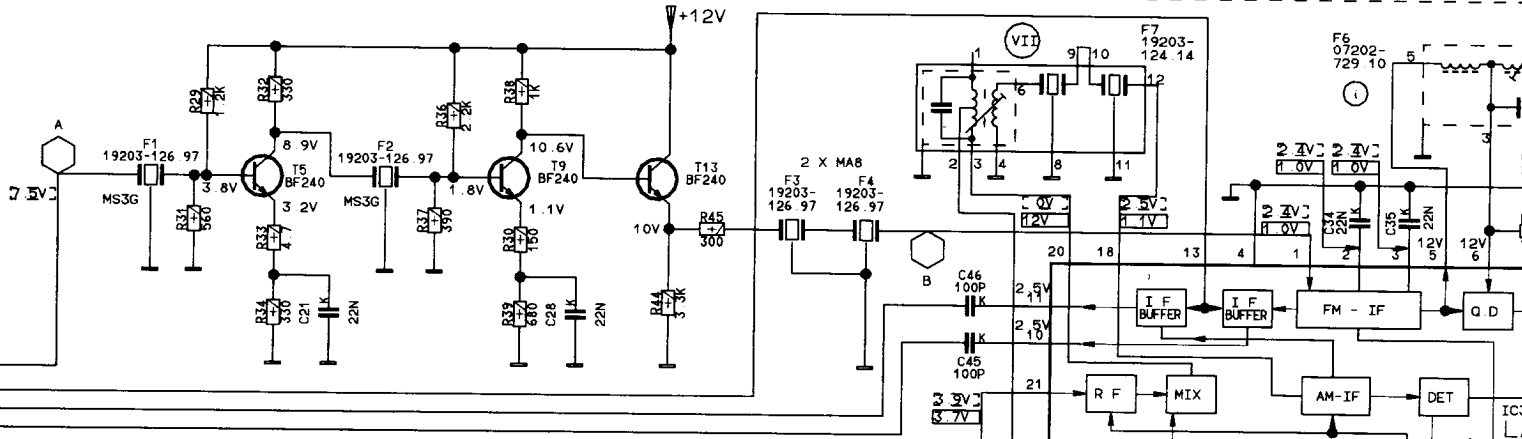 +12V
VII
F7
19203-
124.14
F6
07202-
729.10
i
1
9
10
12
6
5
3
A
F1
19203-126.97
MS3G
R29
R32
330
8.9V
3.8V
T5
BF240
3.2V
R31
560
R33
4.7
R34
330
C21
K
22N
F2
19203-126.97
MS3G
R36
2.2K
R38
1K
10.6V
1.8V
T9
BF240
1.1V
R37
390
R30
150
R39
680
C28
K
22N
T13
BF240
10V
R45
300
R44
3.3K
2 X MA8
F3
19203-
126.97
F4
19203-
126.97
B
2
3
4
8
11
0V
12V
2.5V
1.1V
2.4V
1.0V
2.4V
1.0V
2.4V
1.0V
C34
22N
K
C35
22N
K
20
18
13
4
1
2
3
12V
5
12V
6
C46
100P
K
2.5V
11
2.5V
10
K
C45
100P
IF
BUFFER
IF
BUFFER
FM - IF
Q.D
3.9V
3.7V
21
RF
MIX
AM-IF
DET